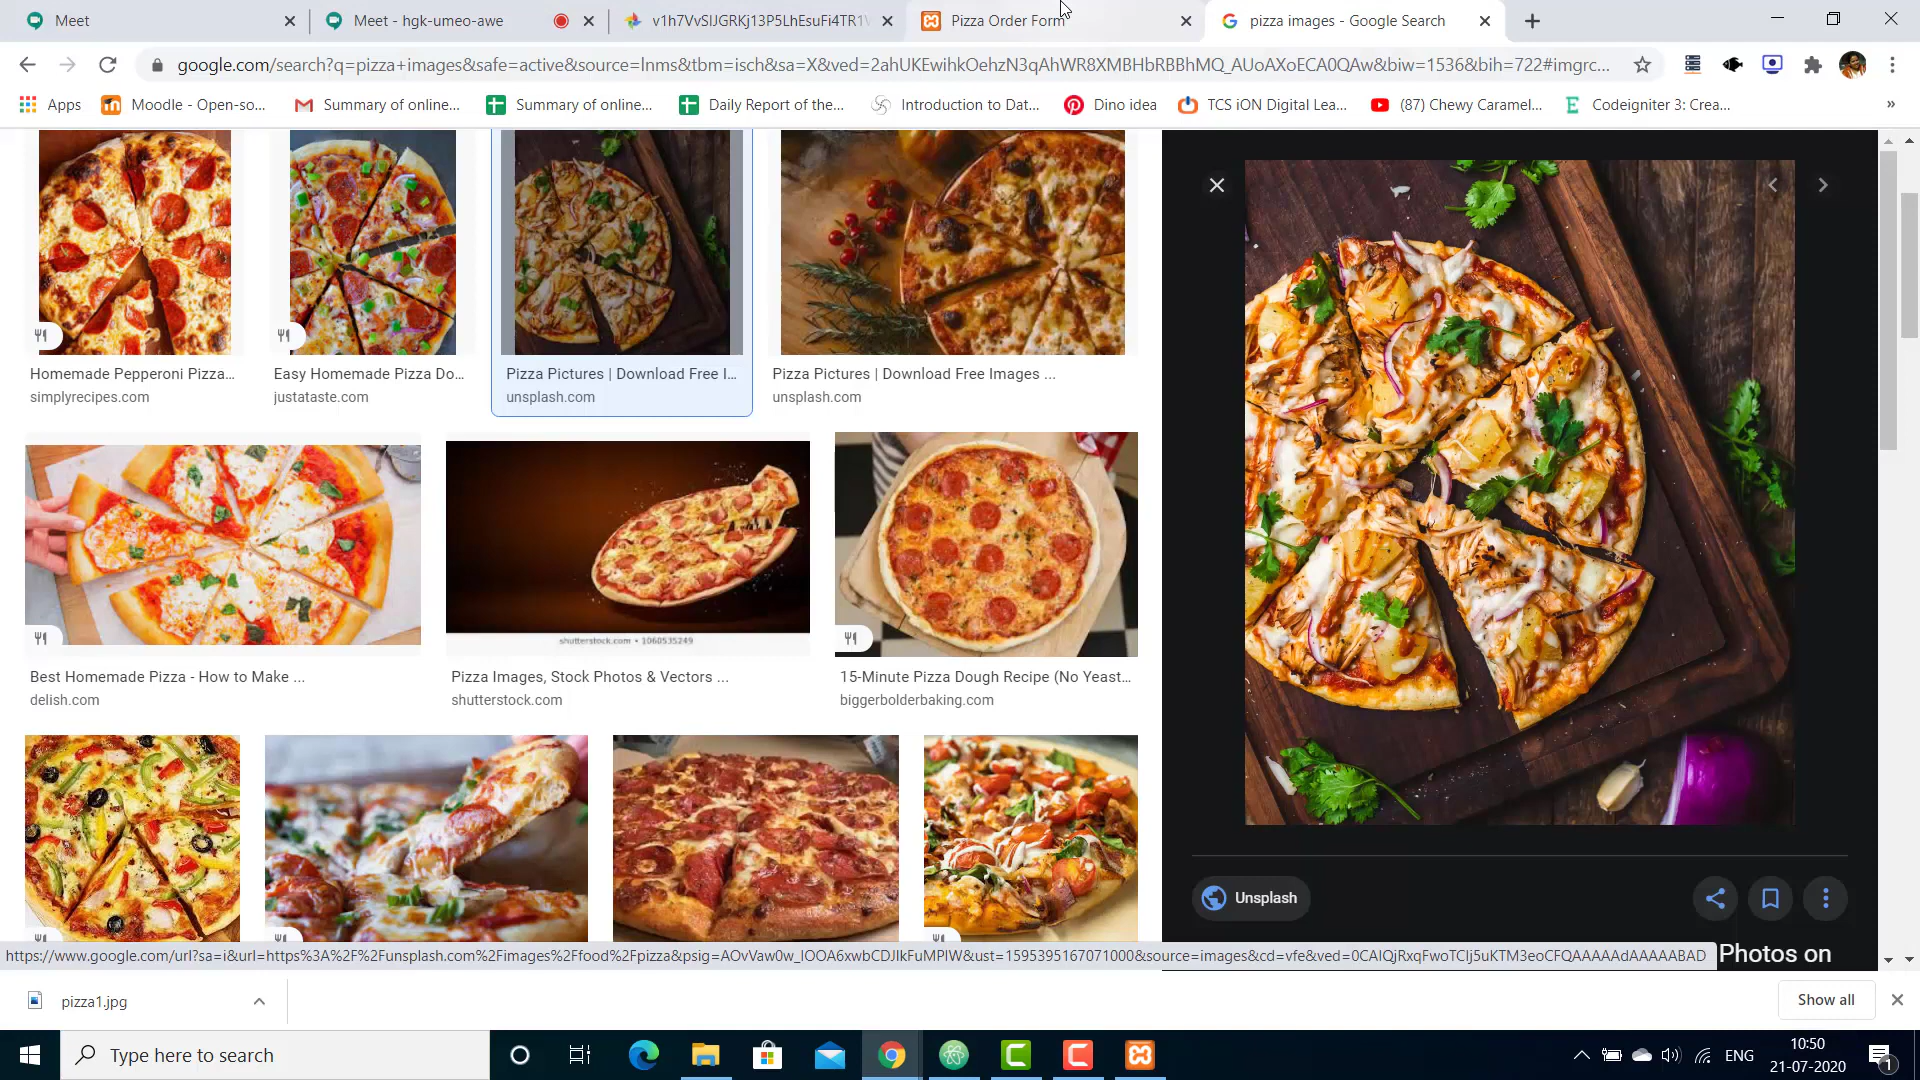 Meet
Meet - hgk-umeo-awe
v1h7VvSlJGRKj13P5LhEsuFi4TR1V
Pizza Order Form
pizza images - Google Search
google.com/search?q=pizza+images&safe=active&source=lnms&tbm=isch&sa=X&ved=2ahUKEwihkOehzN3qAhWR8XMBHbRBBhMQ_AUoAXoECA0QAw&biw=1536&bih=722#imgrc...
Apps
Moodle - Open-so...
Summary of online...
Summary of online...
Daily Report of the...
Introduction to Dat...
Dino idea
TCS iON Digital Lea...
(87) Chewy Caramel...
Codeigniter 3: Crea...
»
Homemade Pepperoni Pizza...
simplyrecipes.com
Easy Homemade Pizza Do...
justataste.com
Pizza Pictures | Download Free I...
unsplash.com
Pizza Pictures | Download Free Images ...
unsplash.com
shutterstock.com • 1060535249
Best Homemade Pizza - How to Make ...
delish.com
Pizza Images, Stock Photos & Vectors ...
shutterstock.com
15-Minute Pizza Dough Recipe (No Yeast...
biggerbolderbaking.com
Unsplash
Photos on
https://www.google.com/url?sa=i&url=https%3A%2F%2Funsplash.com%2Fimages%2Ffood%2Fpizza&psig=AOvVaw0w_IOOA6xwbCDJlkFuMPIW&ust=1595395167071000&source=images&cd=vfe&ved=0CAIQjRxqFwoTCIj5uKTM3eoCFQAAAAAdAAAAABAD
pizza1.jpg
Show all
Type here to search
ENG
10:50
21-07-2020
1